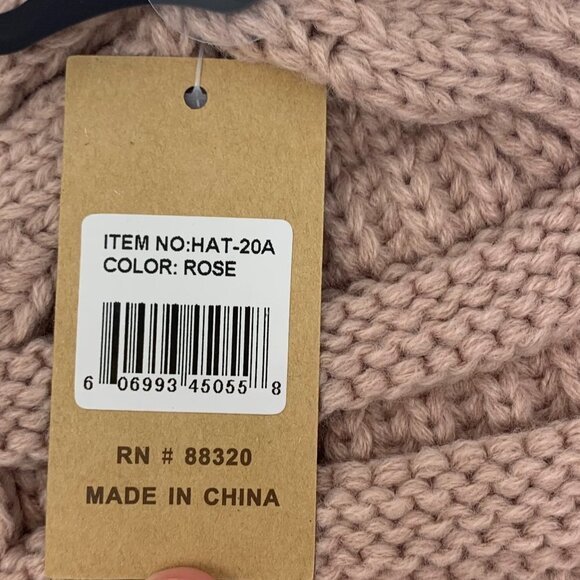 ITEM NO:HAT-20A
COLOR: ROSE
6 06993 45055 8
RN # 88320
MADE IN CHINA